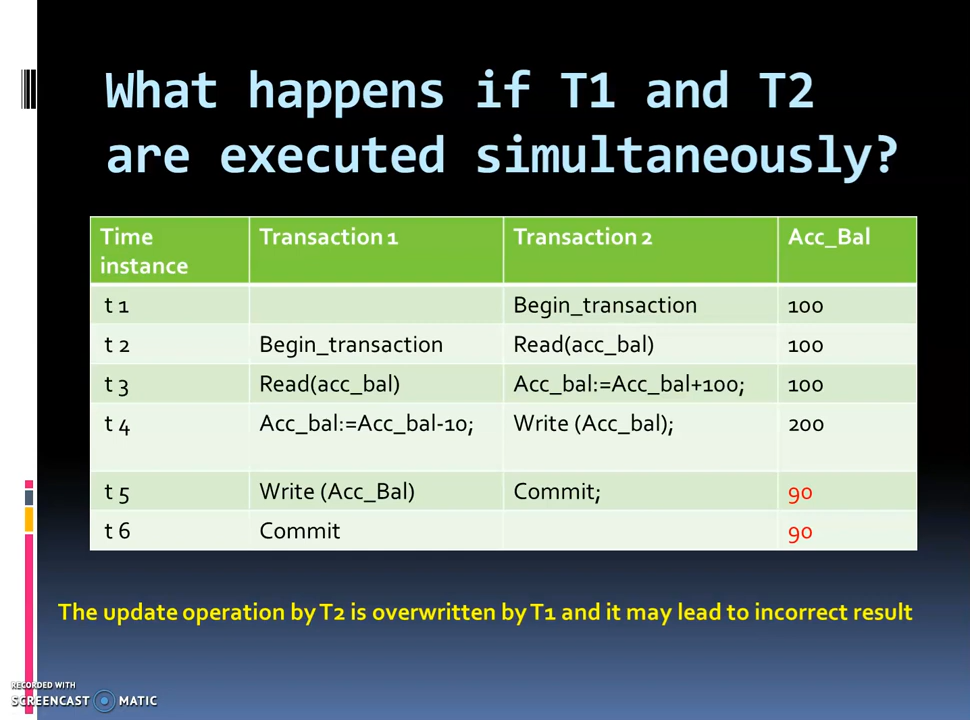 What happens if T1 and T2
are executed simultaneously?
Time instance Transaction 1 Transaction 2 Acc_Bal
t 1 Begin_transaction 100
t 2 Begin_transaction Read(acc_bal) 100
t 3 Read(acc_bal) Acc_bal:=Acc_bal+100; 100
t 4 Acc_bal:=Acc_bal-10; Write (Acc_bal); 200
t 5 Write (Acc_Bal) Commit; 90
t 6 Commit 90
The update operation by T2 is overwritten by T1 and it may lead to incorrect result
RECORDED WITH
SCREENCAST MATIC